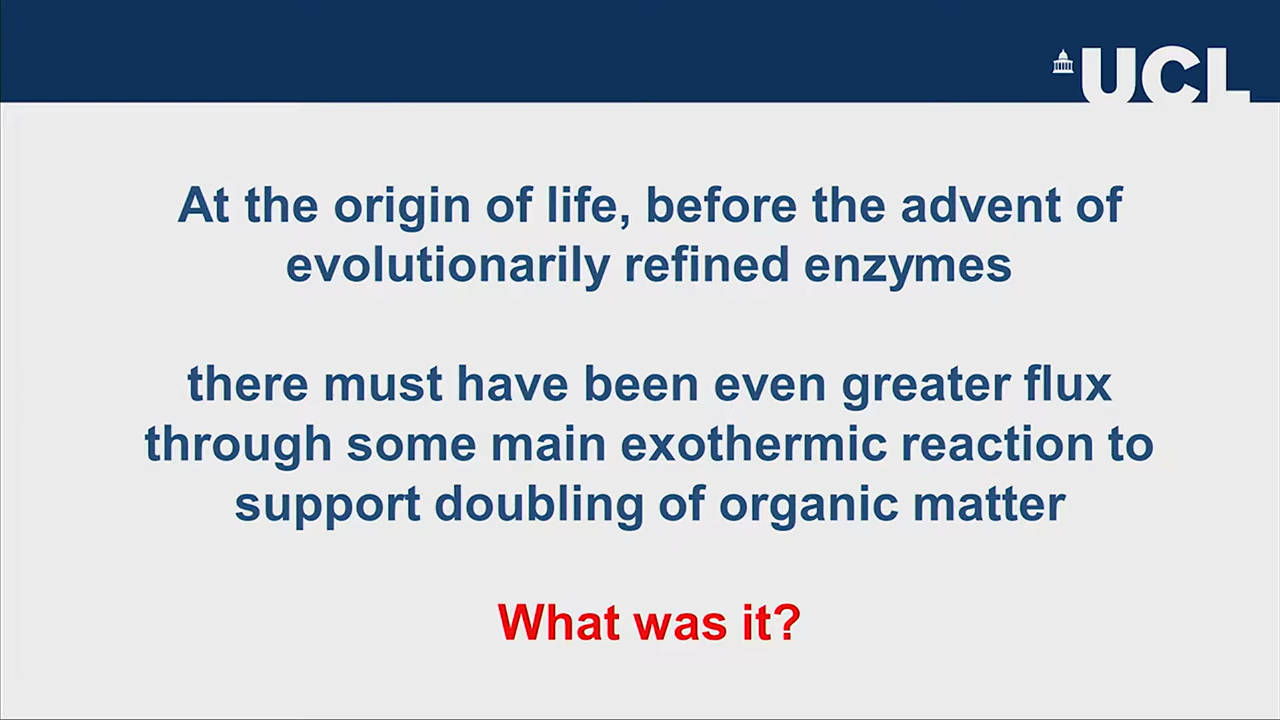 UCL
At the origin of life, before the advent of
evolutionarily refined enzymes
there must have been even greater flux
through some main exothermic reaction to
support doubling of organic matter
What was it?